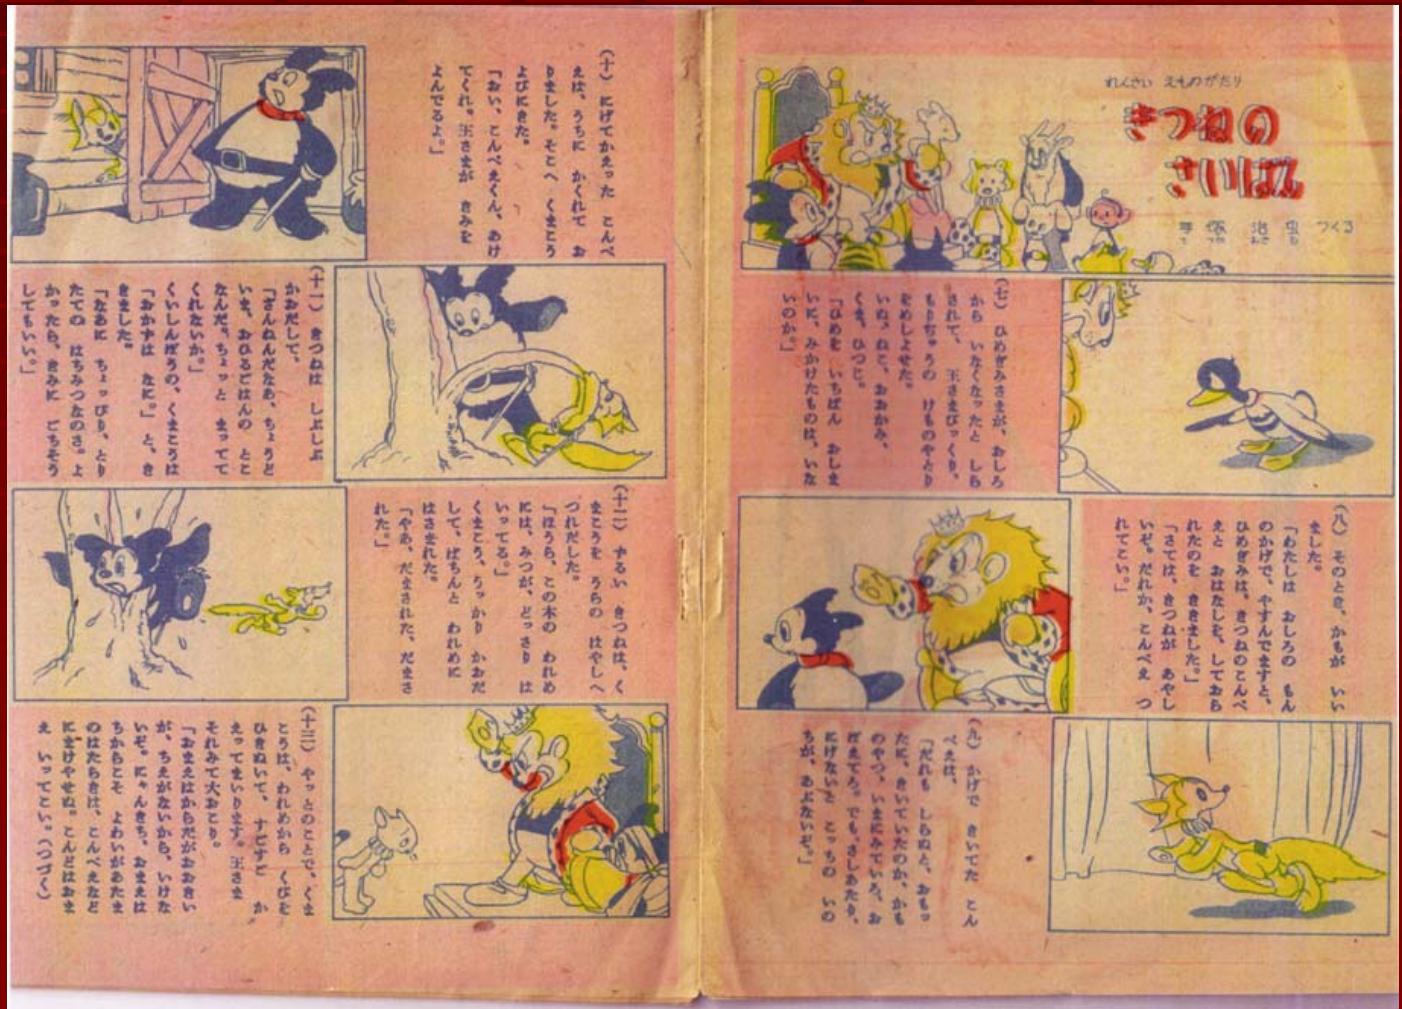 れんさい えものがたり
きつねの
さいばん
手塚治虫 つくる
てづかおさむ
(七) ひめぎみさまが、おしろ
から いなくなったと しら
されて、 王さまびっくり、
もりぢゅうの けものやとり
をめしよせた。
いぬ、ねこ、おおかみ、
くま、ひつじ。
「ひめを いちばん おしま
いに、みかけたものは、いな
いのか。」
(八) そのとき、かもが いい
ました。
「わたしは おしろの もん
のかげで、やすんでますと、
ひめぎみは、きつねのこんべ
えと おはなしを、しておら
れたのを ききました。」
「さては、きつねが あやし
いぞ。だれか、こんべえ つ
れてこい。」
(九) かげで きいてた こん
べえは、
「だれも しらぬと、おもっ
たに、きいていたのか、かも
のやつ、いまにみていろ、お
ぼえてろ。でも、さしあたり、
にげないと こっちの いの
ちが、あぶないぞ。」
(十) にげてかえった こんべ
えは、うちに かくれて お
りました。そこへ くまこう
よびにきた。
「おい、こんべえくん、あけ
てくれ。王さまが きみを
よんでるよ。」
(十一) きつねは しぶしぶ
かおだして、
「ざんねんだなあ、ちょうど
いま、おひるごはんの とこ
なんだ。ちょっと まってて
くれないか。」
くいしんぼうの、くまこうは
「おかずは なに。」 と、き
きました。
「なあに ちょっぴり、とり
たての はちみつなのさ。よ
かったら、きみに ごちそう
してもいい。」
(十二) ずるい きつねは、く
まこうを うらの はやしへ
つれだした。
「ほうら、この木の われめ
には、みつが、どっさり は
いってる。」
くまこう、うっかり かおだ
して、ぱちんと われめに
はさまれた。
「やあ、だまされた、だまさ
れた。」
(十三) やっとのことで、くま
こうは、われめから くびを
ひきぬいて、すごすご か
えってまいります。王さま
それみて大おこり。
「おまえはからだがおおきい
が、ちえがないから、いけな
いぞ。にゃんきち、おまえは
ちからこそ よわいがあたま
のはたらきは、こんべえなど
にまけやせぬ。こんどはおま
え いってこい。(つづく)